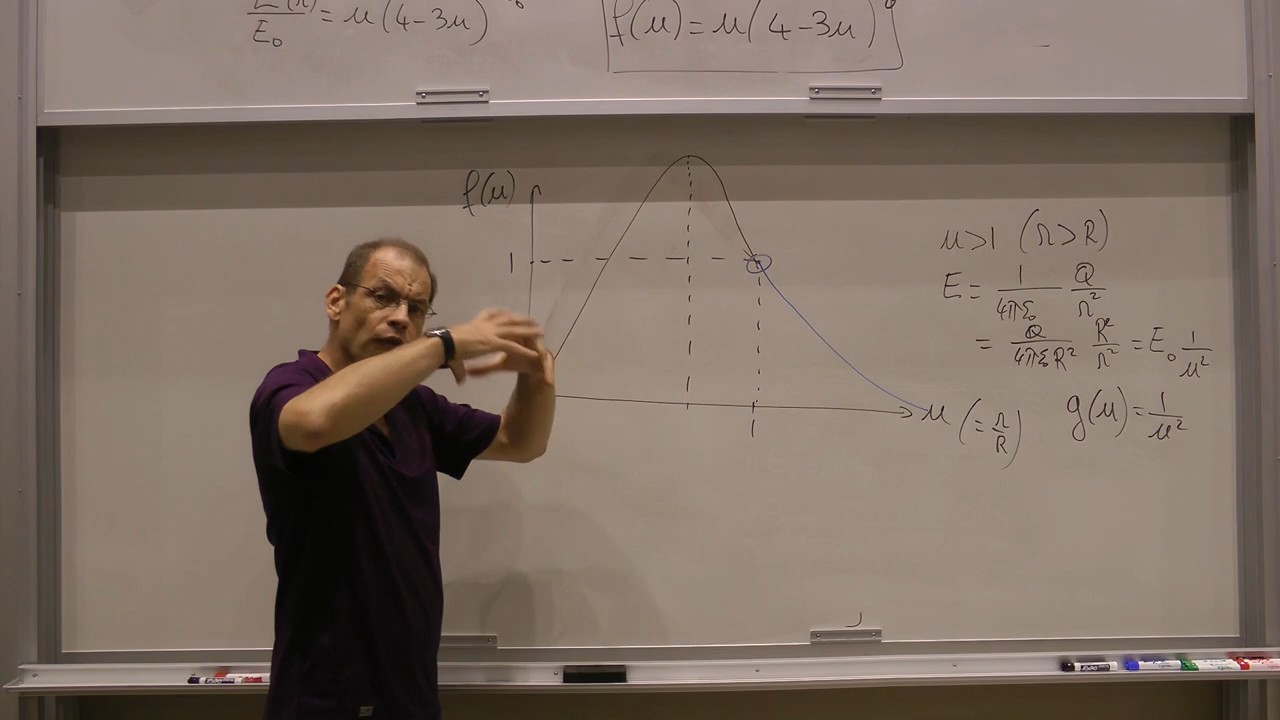 E(r)/E₀ = u(4-3u)
f(u) = u(4-3u)
f(u)
1
1
u (= r/R)
u>1 (r>R)
E = 1/4πε₀ Q/r²
= Q/4πε₀R² R²/r² = E₀ 1/u²
g(u) = 1/u²